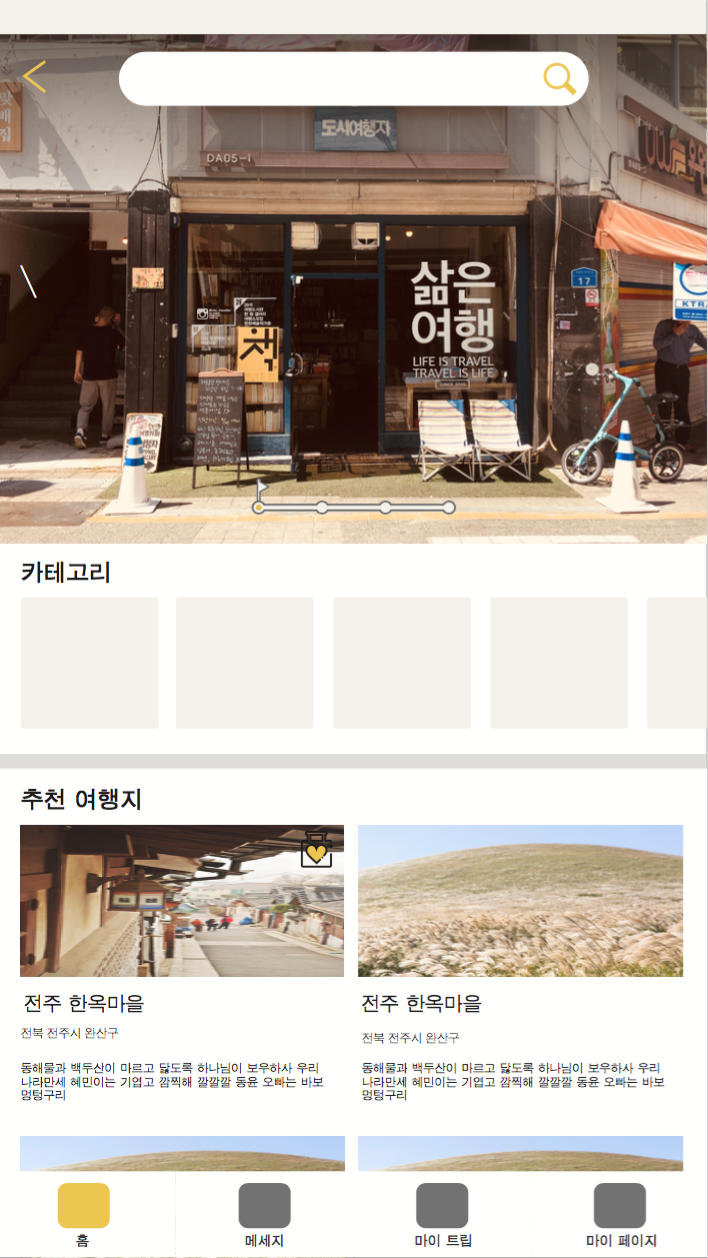 도시여행자
DA05-1
17
KTR
삶은
여행
LIFE IS TRAVEL
TRAVEL IS LIFE
책
카테고리
추천 여행지
전주 한옥마을
전북 전주시 완산구
동해물과 백두산이 마르고 닳도록 하나님이 보우하사 우리
나라만세 혜민이는 기엽고 깜찍해 깔깔깔 동윤 오빠는 바보
멍텅구리
전주 한옥마을
전북 전주시 완산구
동해물과 백두산이 마르고 닳도록 하나님이 보우하사 우리
나라만세 혜민이는 기엽고 깜찍해 깔깔깔 동윤 오빠는 바보
멍텅구리
홈
메세지
마이 트립
마이 페이지